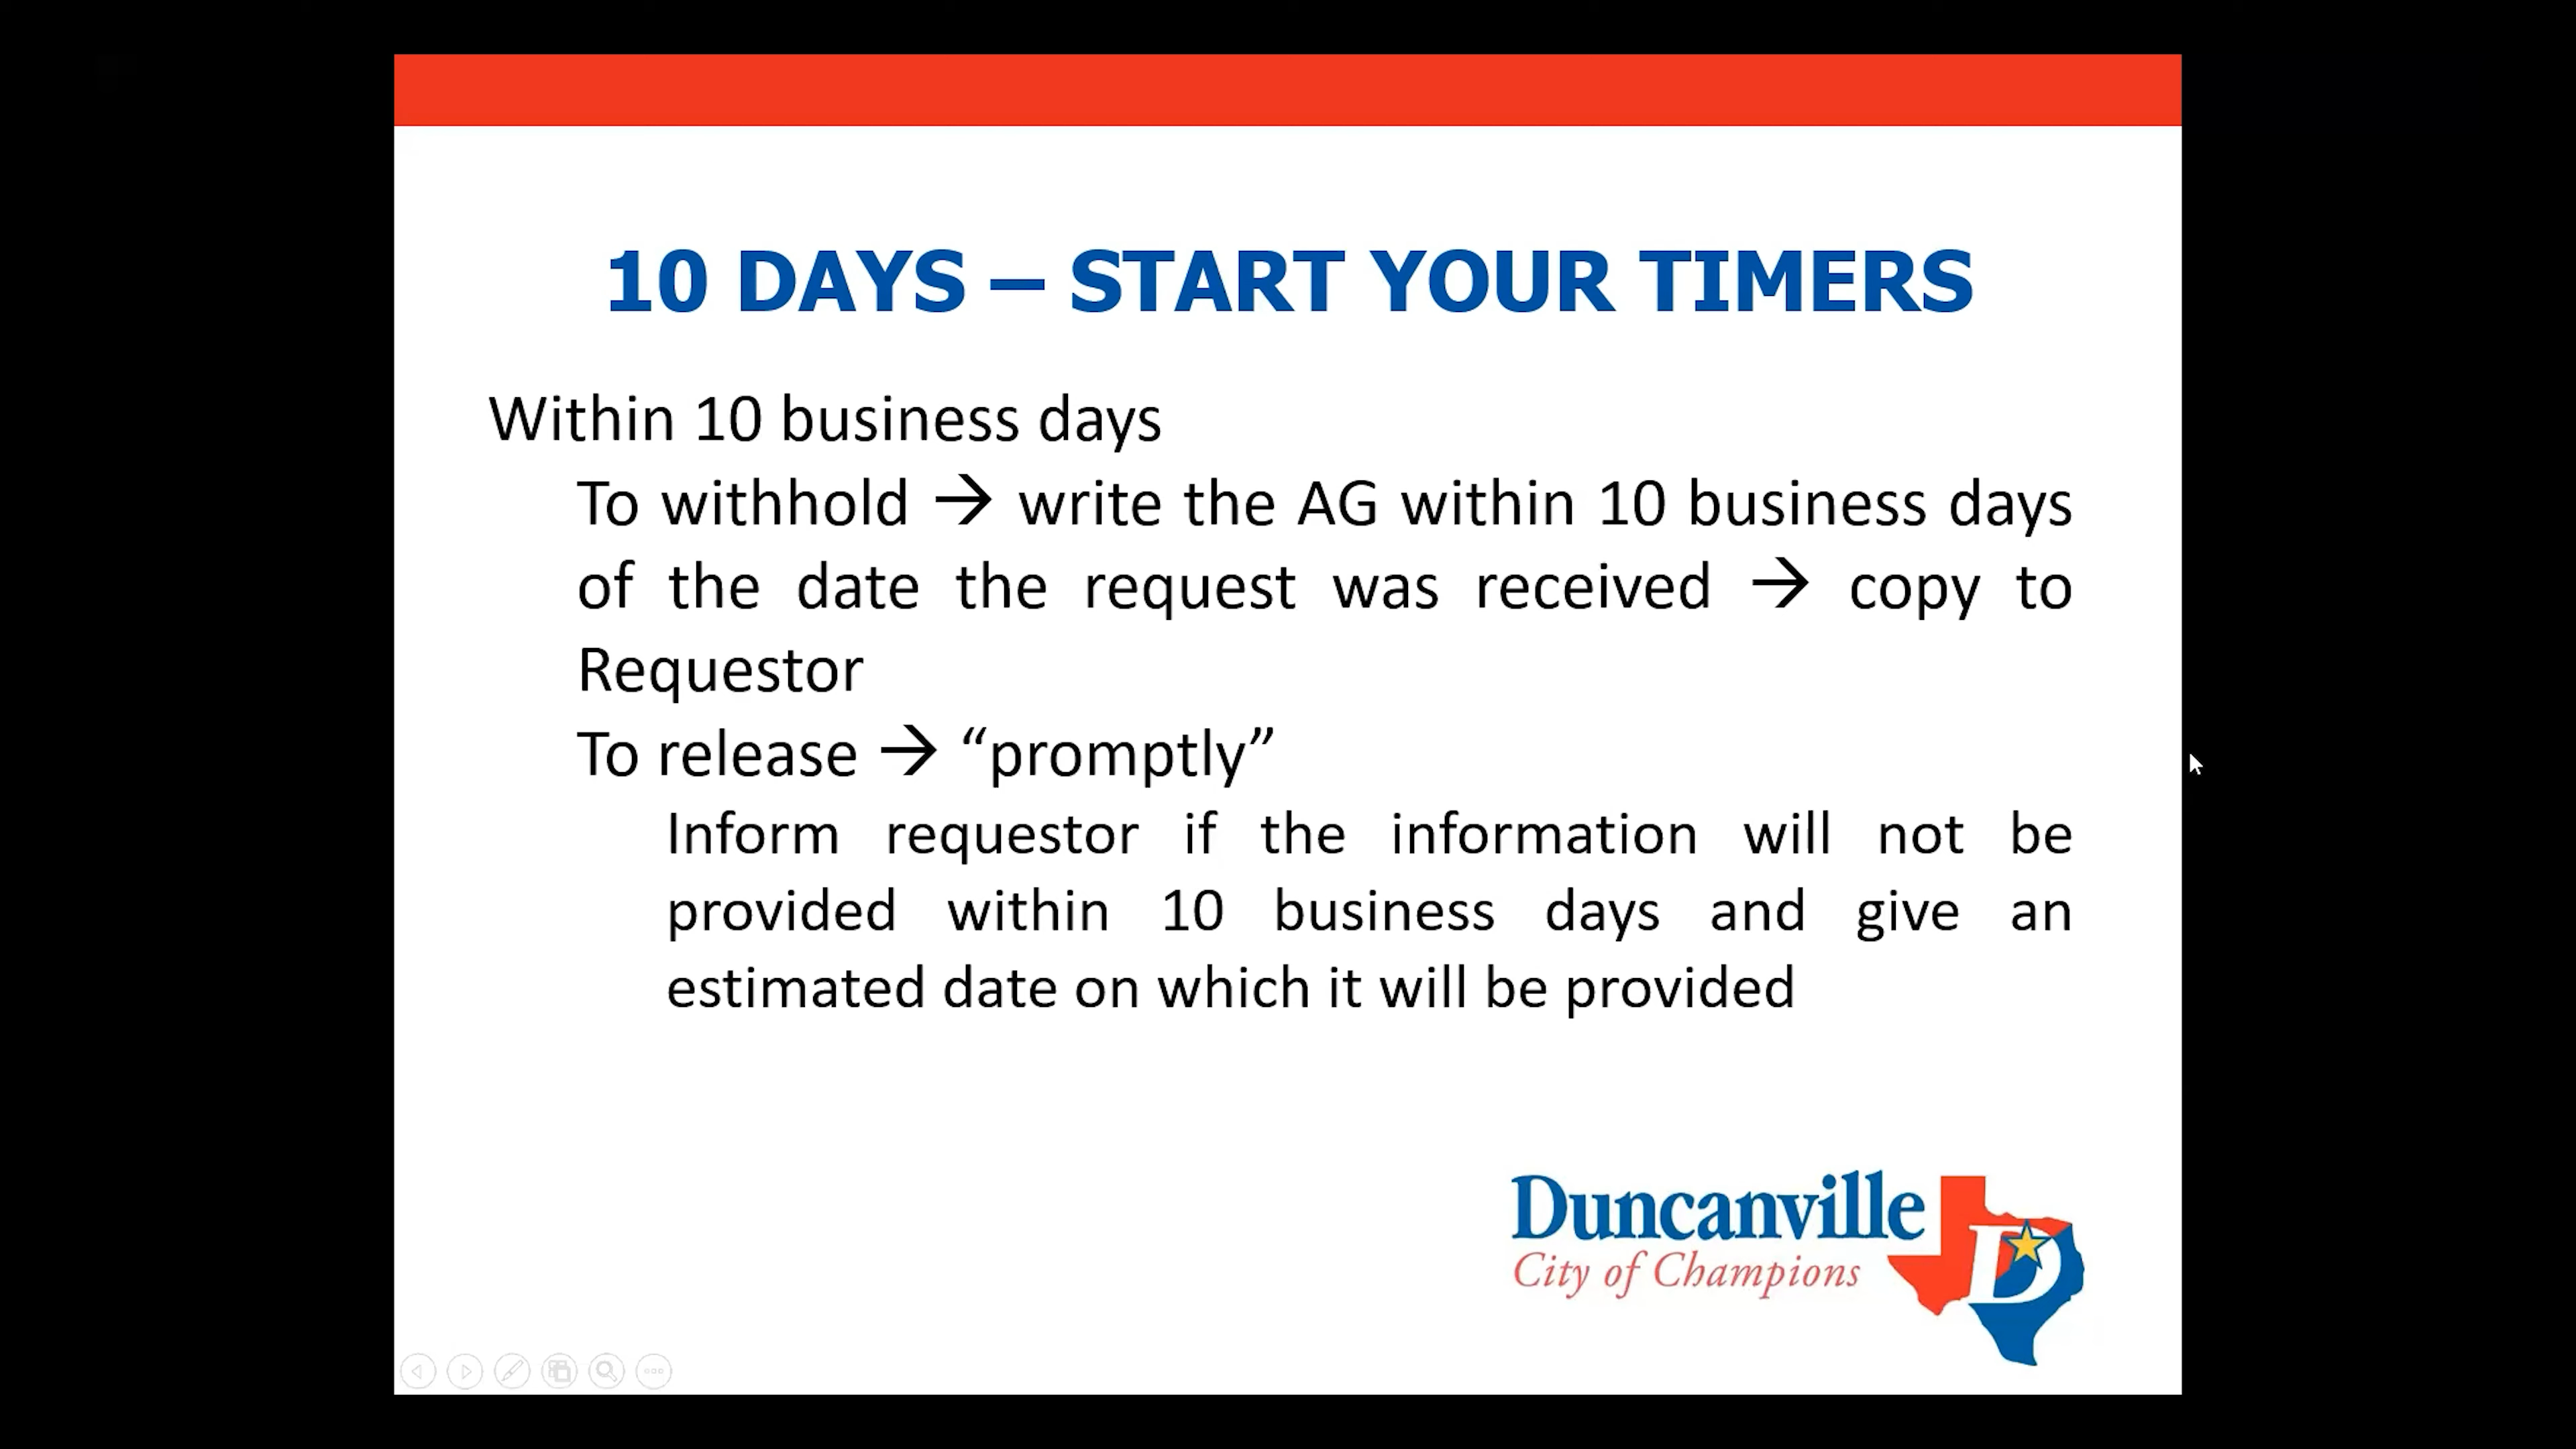 10 DAYS – START YOUR TIMERS
Within 10 business days
To withhold → write the AG within 10 business days
of the date the request was received → copy to
Requestor
To release → “promptly”
Inform requestor if the information will not be
provided within 10 business days and give an
estimated date on which it will be provided
Duncanville
City of Champions
D